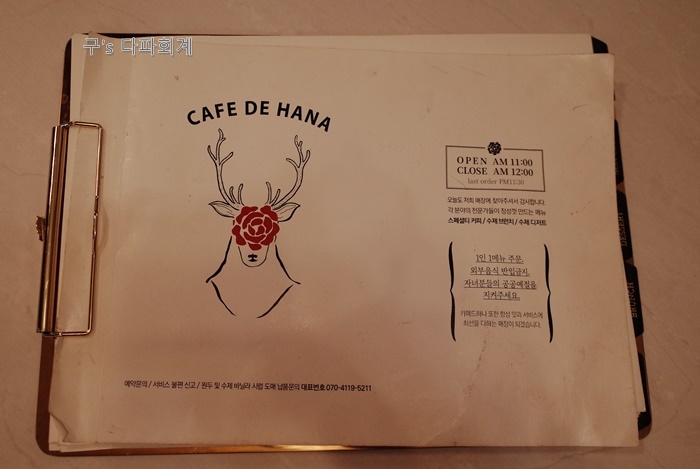 구's 다파헤계
CAFE DE HANA
OPEN AM 11:00
CLOSE AM 12:00
last order PM11:30
오늘도 저희 매장에 찾아주셔서 감사합니다.
각 분야의 전문가들이 정성껏 만드는 메뉴
스페셜티 커피 / 수제 브런치 / 수제 디저트
1인 1메뉴 주문.
외부음식 반입금지.
자녀분들의 공공예절을
지켜주세요.
카페드하나 또한 항상 맛과 서비스에
최선을 다하는 매장이 되겠습니다.
예약문의 / 서비스 불편 신고 / 원두 및 수제 바닐라 시럽 도매 납품문의 대표번호 070-4119-5211
DESSERT
BRUNCH